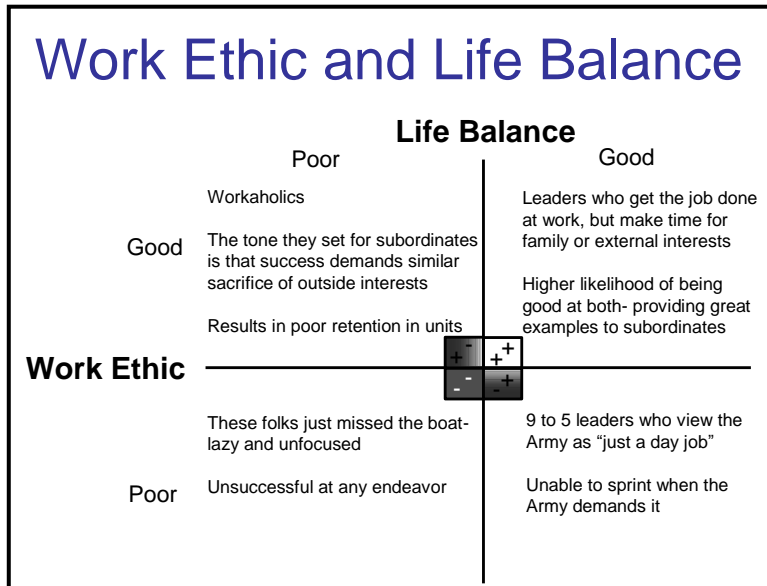 Work Ethic and Life Balance
Life Balance
Poor
Good
Good
Workaholics
The tone they set for subordinates
is that success demands similar
sacrifice of outside interests
Results in poor retention in units
Leaders who get the job done
at work, but make time for
family or external interests
Higher likelihood of being
good at both- providing great
examples to subordinates
Work Ethic
+ -
+ +
- -
- +
Poor
These folks just missed the boat-
lazy and unfocused
Unsuccessful at any endeavor
9 to 5 leaders who view the
Army as “just a day job”
Unable to sprint when the
Army demands it